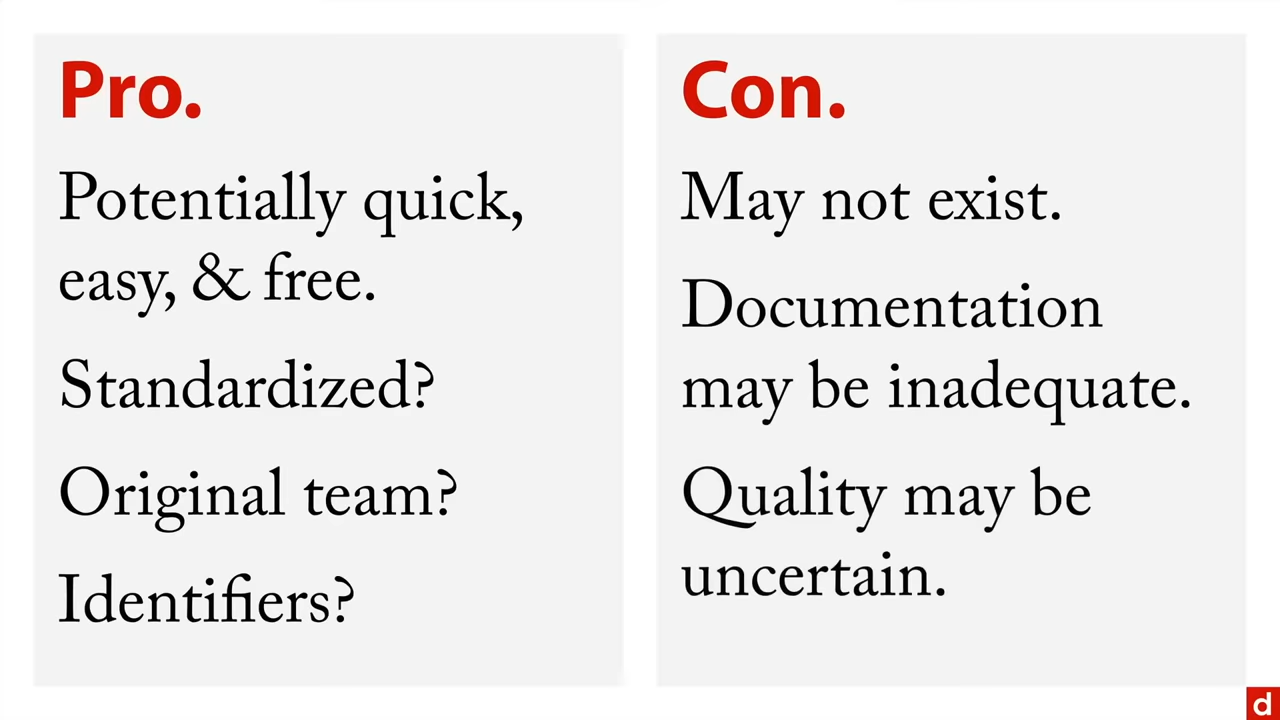 Pro.
Potentially quick,
easy, & free.
Standardized?
Original team?
Identifiers?
Con.
May not exist.
Documentation
may be inadequate.
Quality may be
uncertain.
d